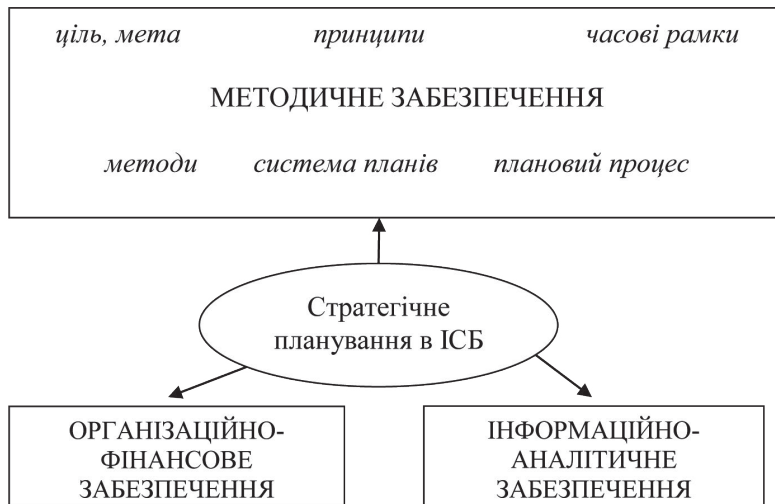 ціль, мета принципи часові рамки
МЕТОДИЧНЕ ЗАБЕЗПЕЧЕННЯ
методи система планів плановий процес
Стратегічне
планування в ІСБ
ОРГАНІЗАЦІЙНО-
ФІНАНСОВЕ
ЗАБЕЗПЕЧЕННЯ
ІНФОРМАЦІЙНО-
АНАЛІТИЧНЕ
ЗАБЕЗПЕЧЕННЯ